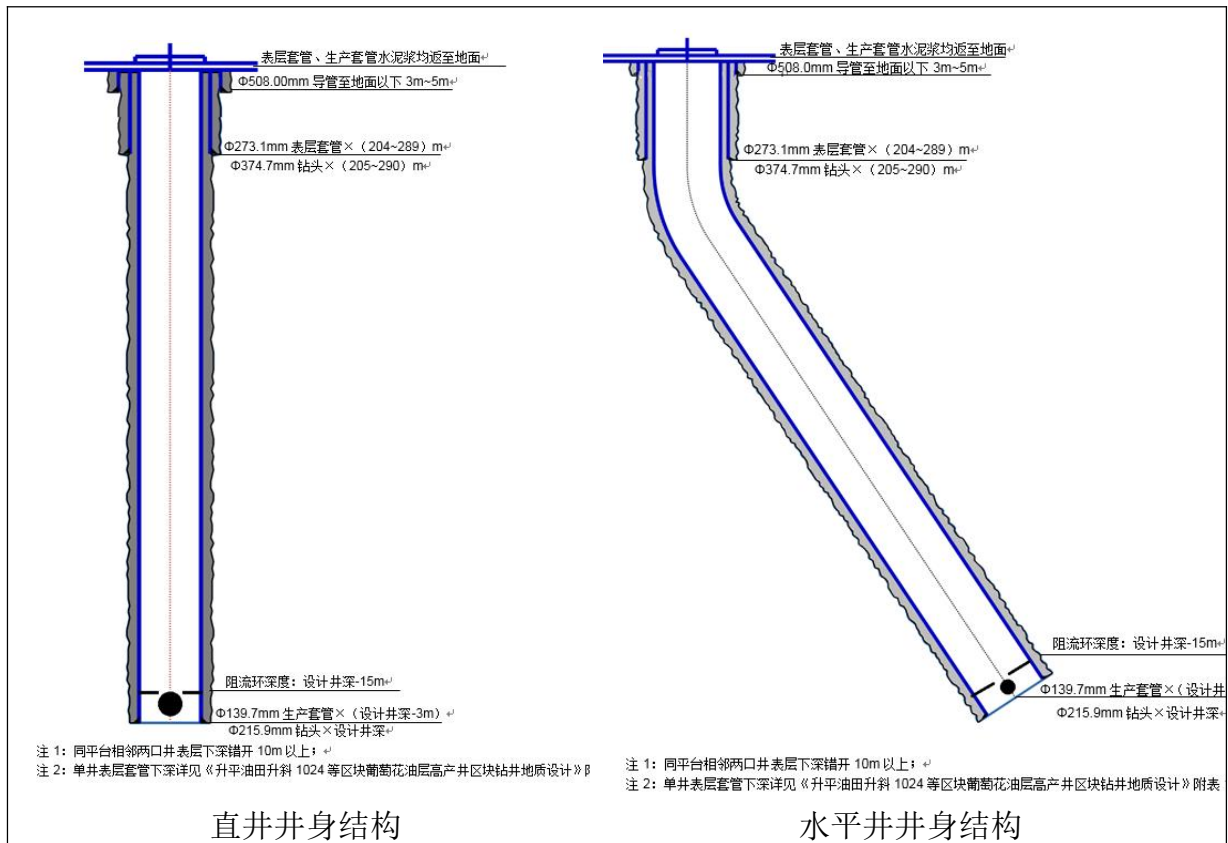 表层套管、生产套管水泥浆均返至地面
Φ508.00mm 导管至地面以下 3m~5m
Φ273.1mm 表层套管×（204~289）m
Φ374.7mm 钻头×（205~290）m
阻流环深度：设计井深-15m
Φ139.7mm 生产套管×（设计井深-3m）
Φ215.9mm 钻头×设计井深
注 1：同平台相邻两口井表层下深错开 10m 以上；
注 2：单井表层套管下深详见《升平油田升斜 1024 等区块葡萄花油层高产井区块钻井地质设计》
直井井身结构
表层套管、生产套管水泥浆均返至地面
Φ508.0mm 导管至地面以下 3m~5m
Φ273.1mm 表层套管×（204~289）m
Φ374.7mm 钻头×（205~290）m
阻流环深度：设计井深-15m
Φ139.7mm 生产套管×（设计井
Φ215.9mm 钻头×设计井深
注 1：同平台相邻两口井表层下深错开 10m 以上；
注 2：单井表层套管下深详见《升平油田升斜 1024 等区块葡萄花油层高产井区块钻井地质设计》附表
水平井井身结构